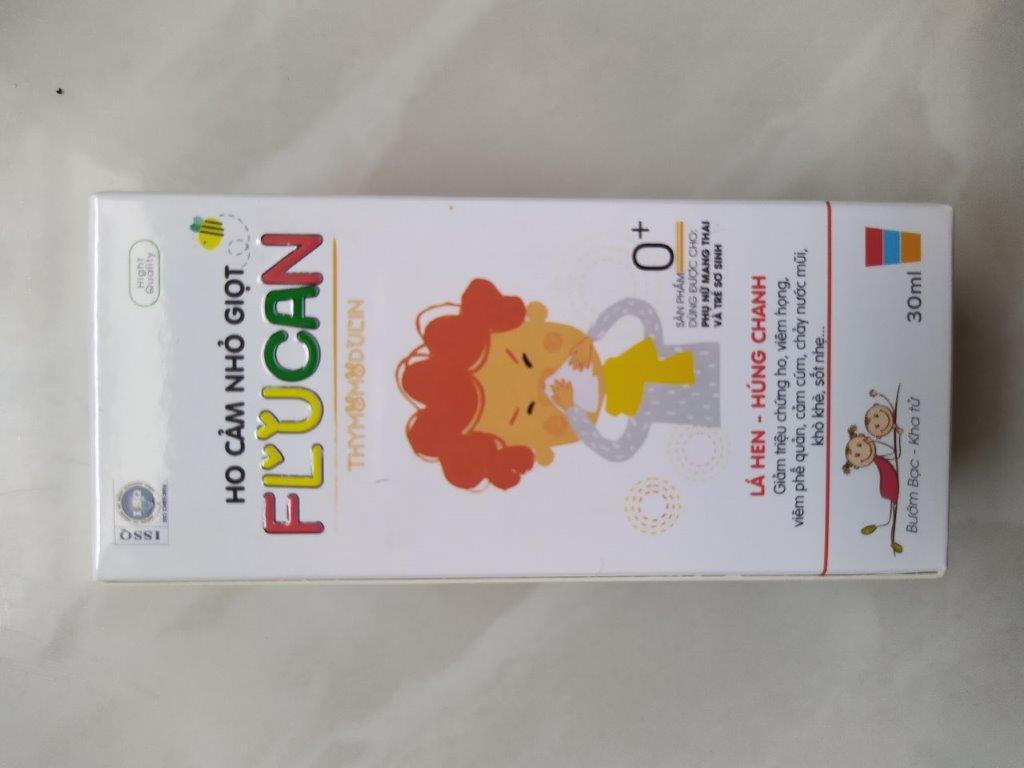 ISSQ
ISSQ
Hight
Quality
HO CẢM NHỎ GIỌT
FLUCAN
THYMOMODULIN
0+
SẢN PHẨM
DÙNG ĐƯỢC CHO:
PHỤ NỮ MANG THAI
VÀ TRẺ SƠ SINH
LÁ HEN - HÚNG CHANH
Giảm triệu chứng ho, viêm họng,
viêm phế quản, cảm cúm, chảy nước mũi,
khò khè, sốt nhẹ...
Bướm Bạc - Kha tử
30ml